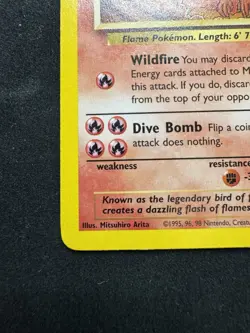 Flame Pokémon. Length: 6' 7
Wildfire You may discard
Energy cards attached to M
this attack. If you do, discard
from the top of your oppo
Dive Bomb Flip a coin
attack does nothing.
weakness
resistance
-3
Known as the legendary bird of f
creates a dazzling flash of flames
Illus. Mitsuhiro Arita
©1995, 96, 98 Nintendo, Creatu